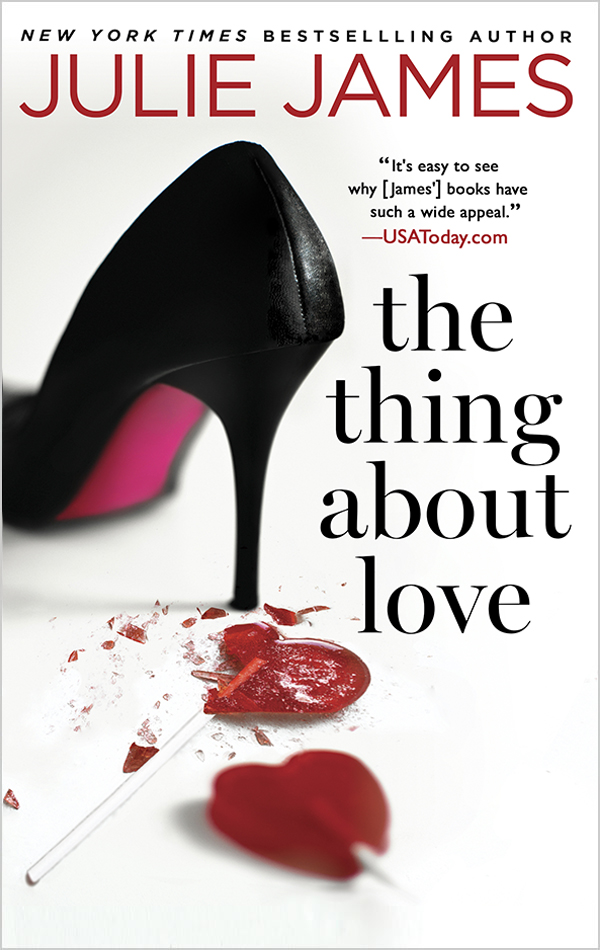 NEW YORK TIMES BESTSELLLING AUTHOR
JULIE JAMES
“It's easy to see
why [James'] books have
such a wide appeal.”
—USAToday.com
the
thing
about
love